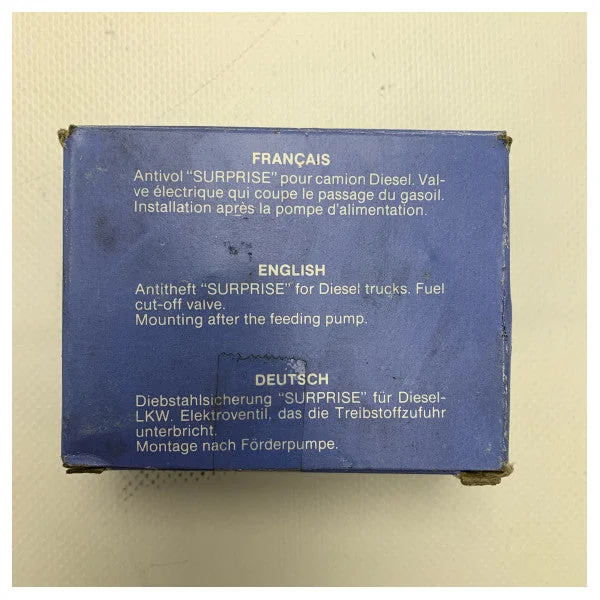 FRANÇAIS
Antivol "SURPRISE" pour camion Diesel. Val-
ve électrique qui coupe le passage du gasoil.
Installation après la pompe d'alimentation.
ENGLISH
Antitheft "SURPRISE" for Diesel trucks. Fuel
cut-off valve.
Mounting after the feeding pump.
DEUTSCH
Diebstahlsicherung "SURPRISE" für Diesel-
LKW. Elektroventil, das die Treibstoffzufuhr
unterbricht.
Montage nach Förderpumpe.